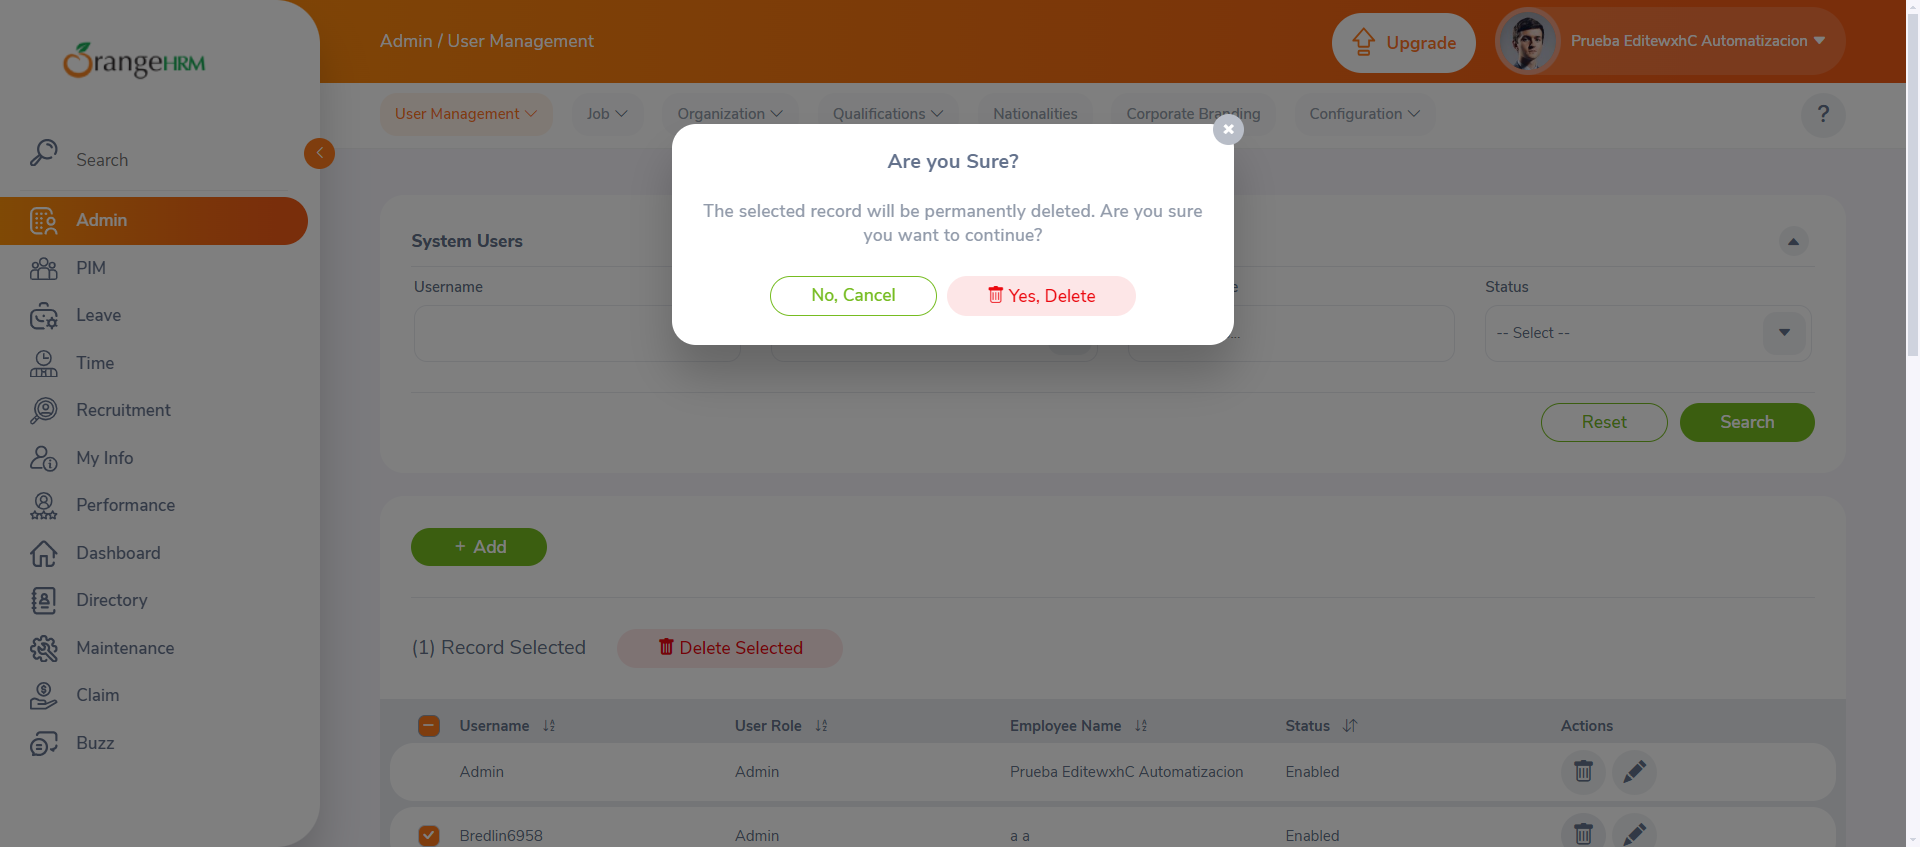 OrangeHRM
Admin / User Management
Upgrade
Prueba EditewxhC Automatizacion
User Management
Job
Organization
Qualifications
Nationalities
Corporate Branding
Configuration
?
Search
Admin
PIM
Leave
Time
Recruitment
My Info
Performance
Dashboard
Directory
Maintenance
Claim
Buzz
Are you Sure?
The selected record will be permanently deleted. Are you sure
you want to continue?
No, Cancel
Yes, Delete
System Users
Username
Status
-- Select --
Reset
Search
+ Add
(1) Record Selected
Delete Selected
Username
User Role
Employee Name
Status
Actions
Admin
Admin
Prueba EditewxhC Automatizacion
Enabled
Bredlin6958
Admin
a a
Enabled